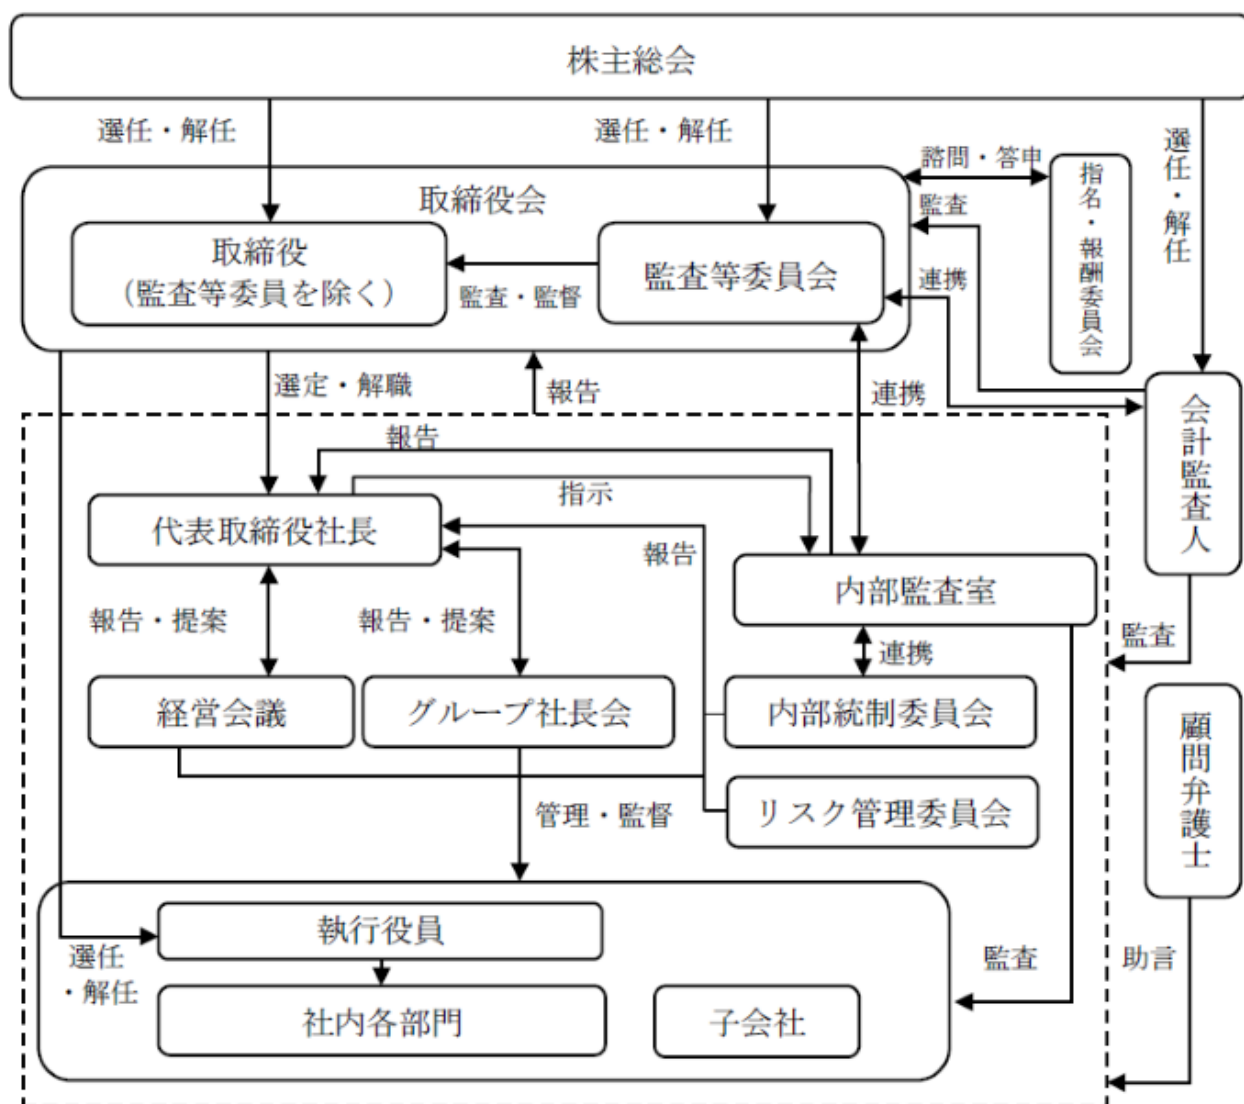 株主総会
選任・解任
選任・解任
選任・解任
諮問・答申
指名・報酬委員会
取締役会
監査
取締役
（監査等委員を除く）
監査等委員会
監査・監督
連携
選定・解職
報告
連携
会計監査人
報告
指示
代表取締役社長
報告
内部監査室
報告・提案
報告・提案
連携
監査
経営会議
グループ社長会
内部統制委員会
顧問弁護士
管理・監督
リスク管理委員会
執行役員
選任
・解任
監査
助言
社内各部門
子会社